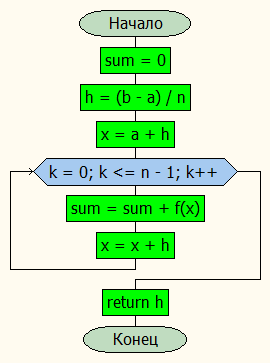 Начало
sum = 0
h = (b - a) / n
x = a + h
k = 0; k <= n - 1; k++
sum = sum + f(x)
x = x + h
return h
Конец